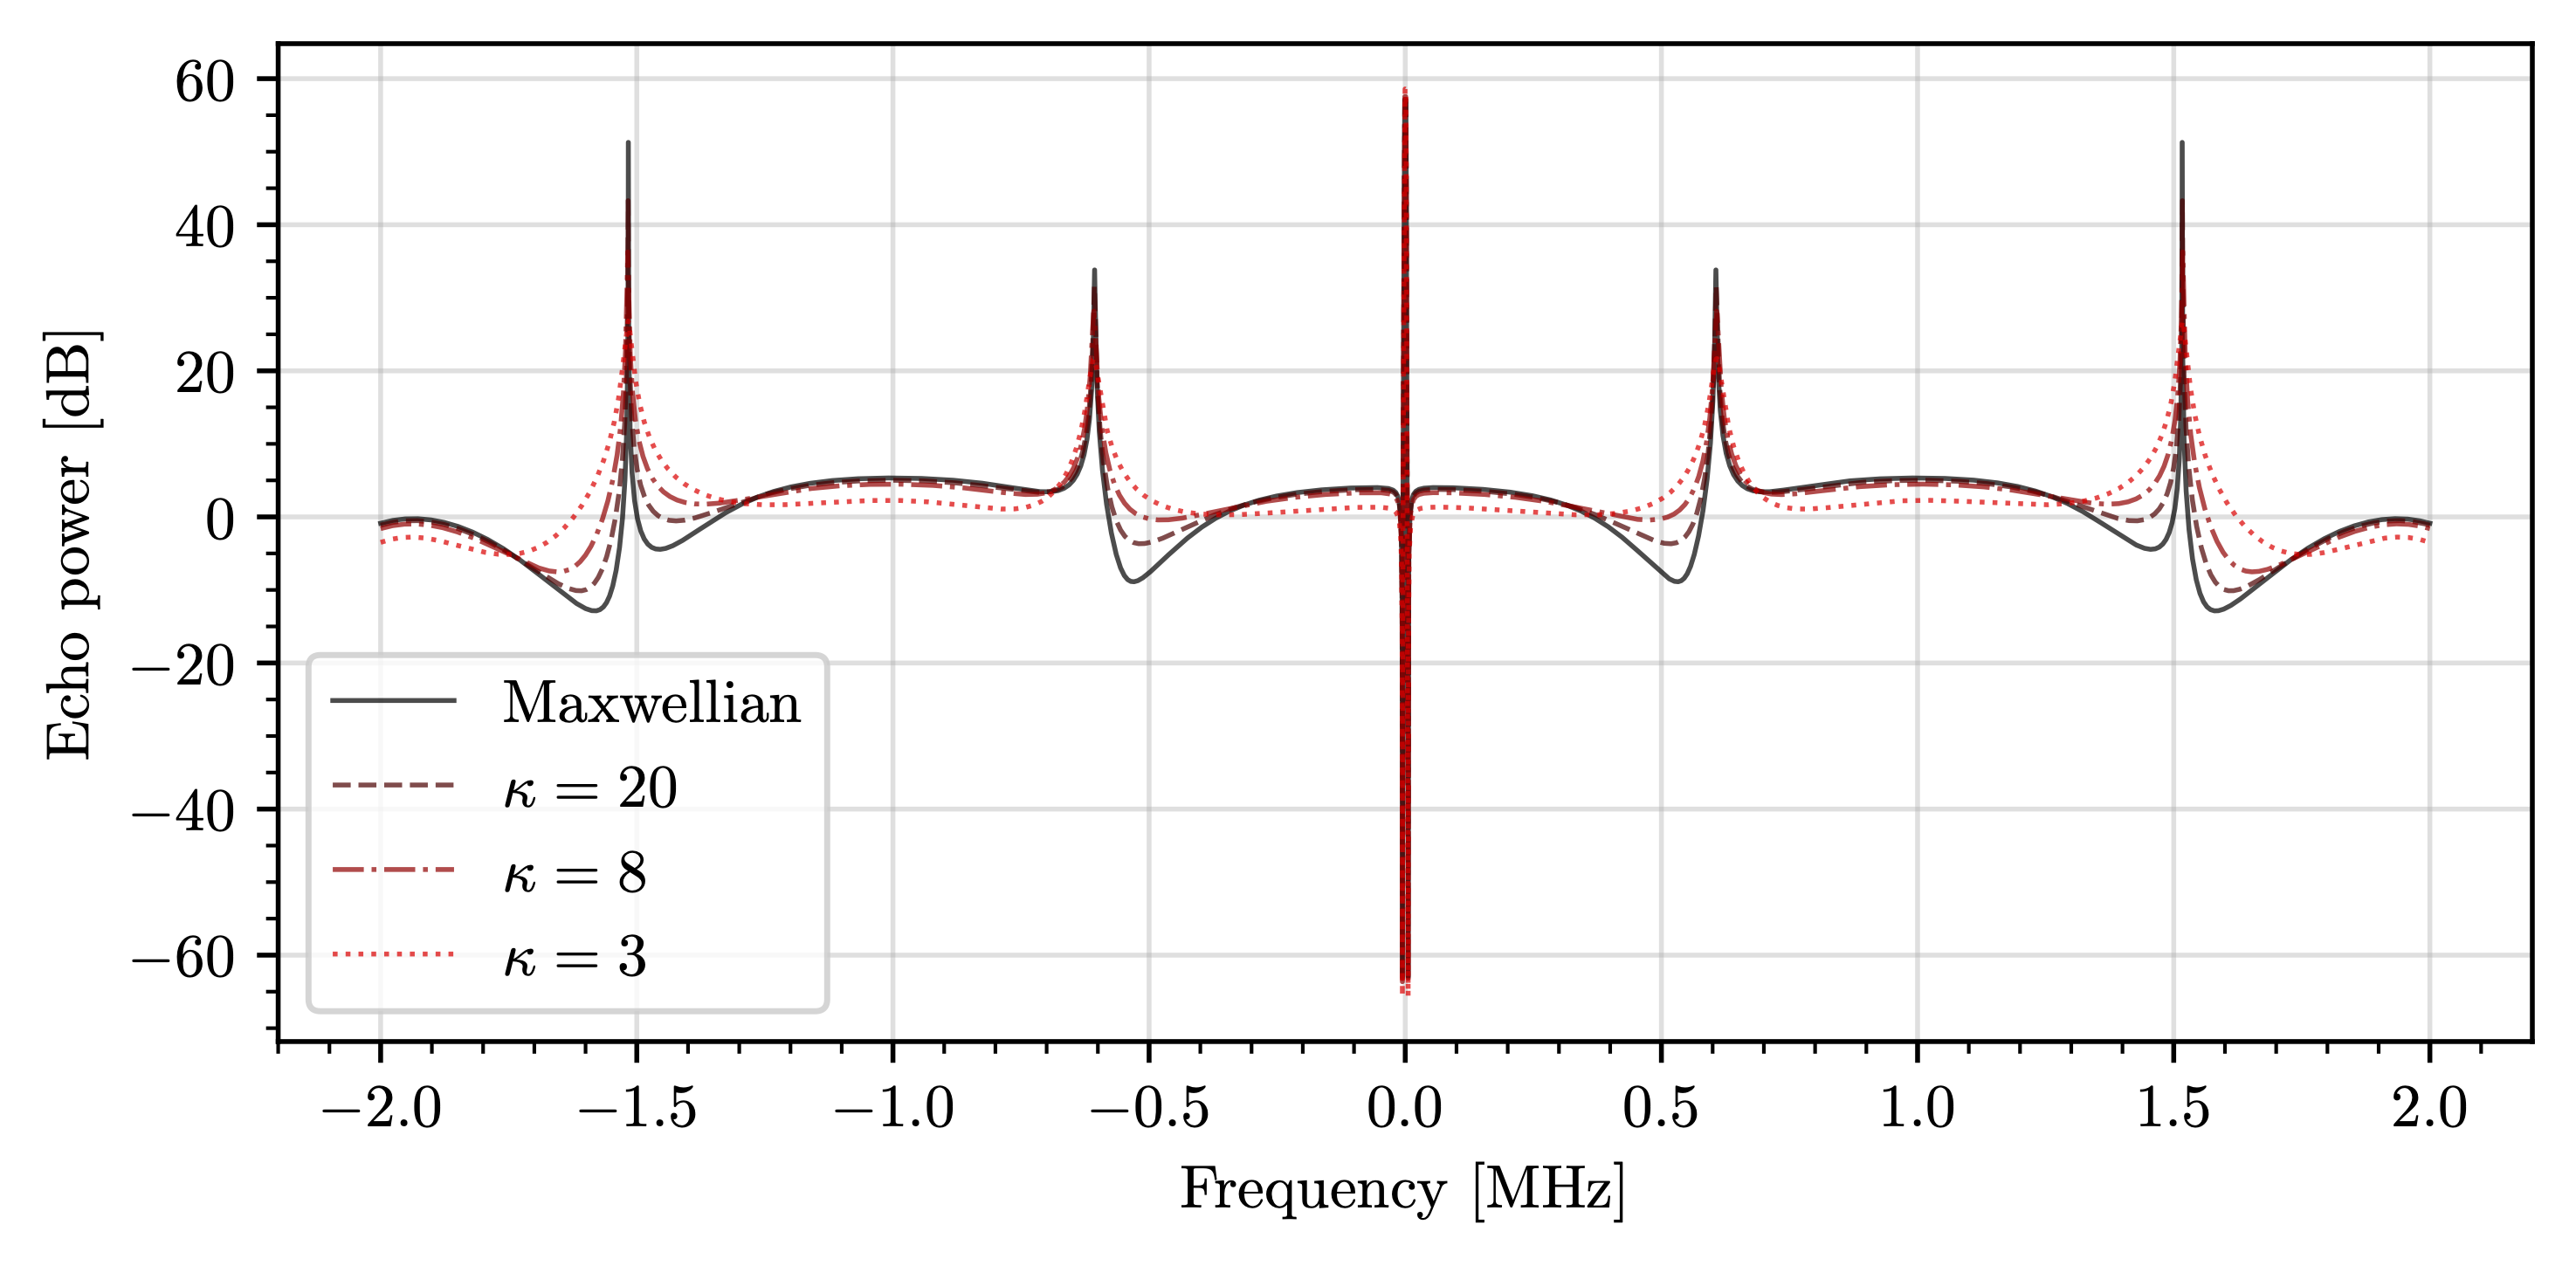 Echo power [dB]
60
40
20
0
−20
−40
−60
Maxwellian
κ = 20
κ = 8
κ = 3
−2.0 −1.5 −1.0 −0.5 0.0 0.5 1.0 1.5 2.0
Frequency [MHz]